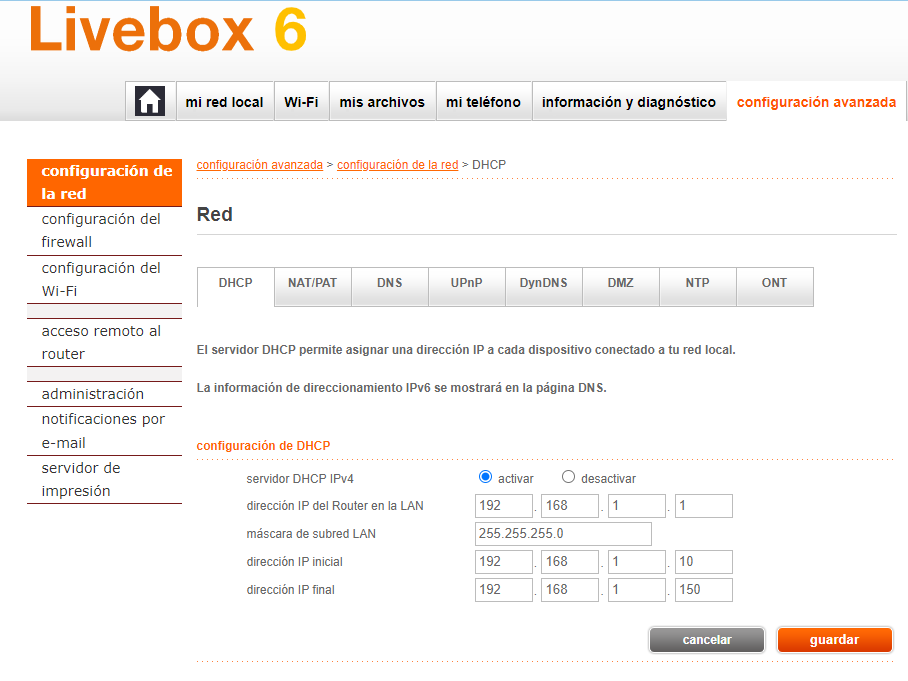 Livebox 6
mi red local
Wi-Fi
mis archivos
mi teléfono
información y diagnóstico
configuración avanzada
configuración de
la red
configuración del
firewall
configuración del
Wi-Fi
acceso remoto al
router
administración
notificaciones por
e-mail
servidor de
impresión
configuración avanzada > configuración de la red > DHCP
Red
DHCP
NAT/PAT
DNS
UPnP
DynDNS
DMZ
NTP
ONT
El servidor DHCP permite asignar una dirección IP a cada dispositivo conectado a tu red local.
La información de direccionamiento IPv6 se mostrará en la página DNS.
configuración de DHCP
servidor DHCP IPv4 activar desactivar
dirección IP del Router en la LAN 192 . 168 . 1 . 1
máscara de subred LAN 255.255.255.0
dirección IP inicial 192 . 168 . 1 . 10
dirección IP final 192 . 168 . 1 . 150
cancelar
guardar